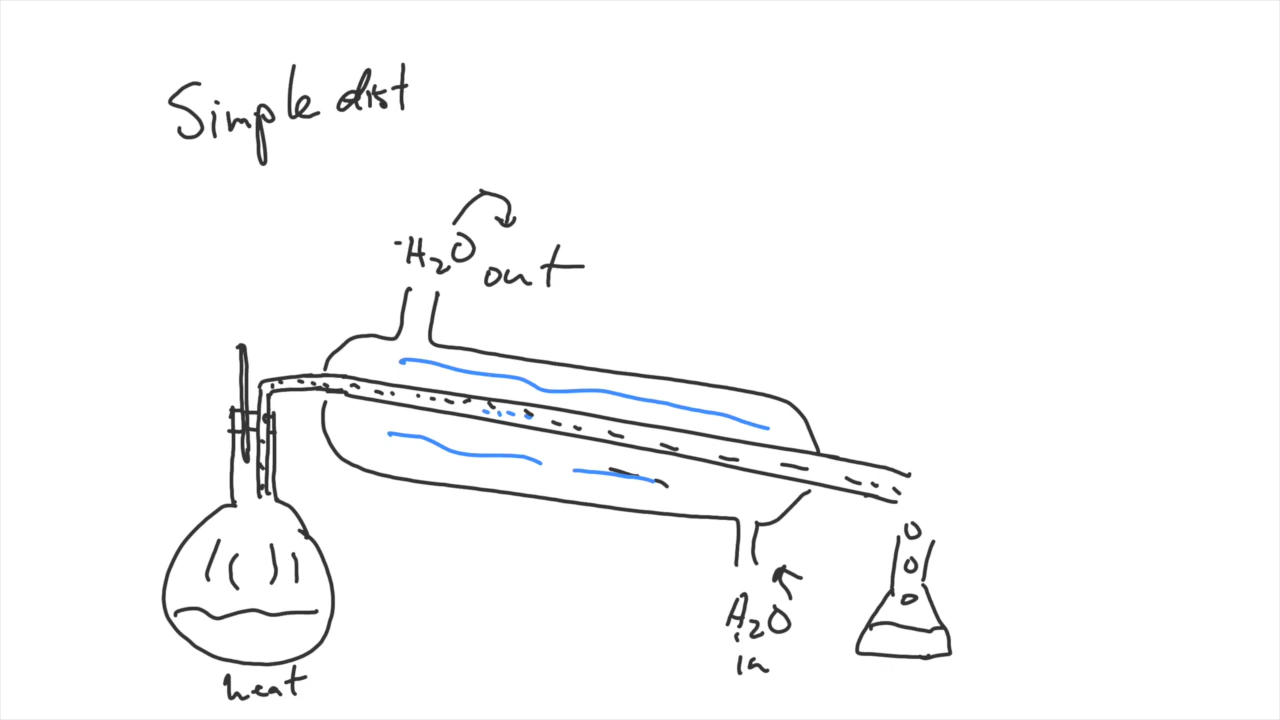 Simple dist
H₂O out
H₂O
in
heat